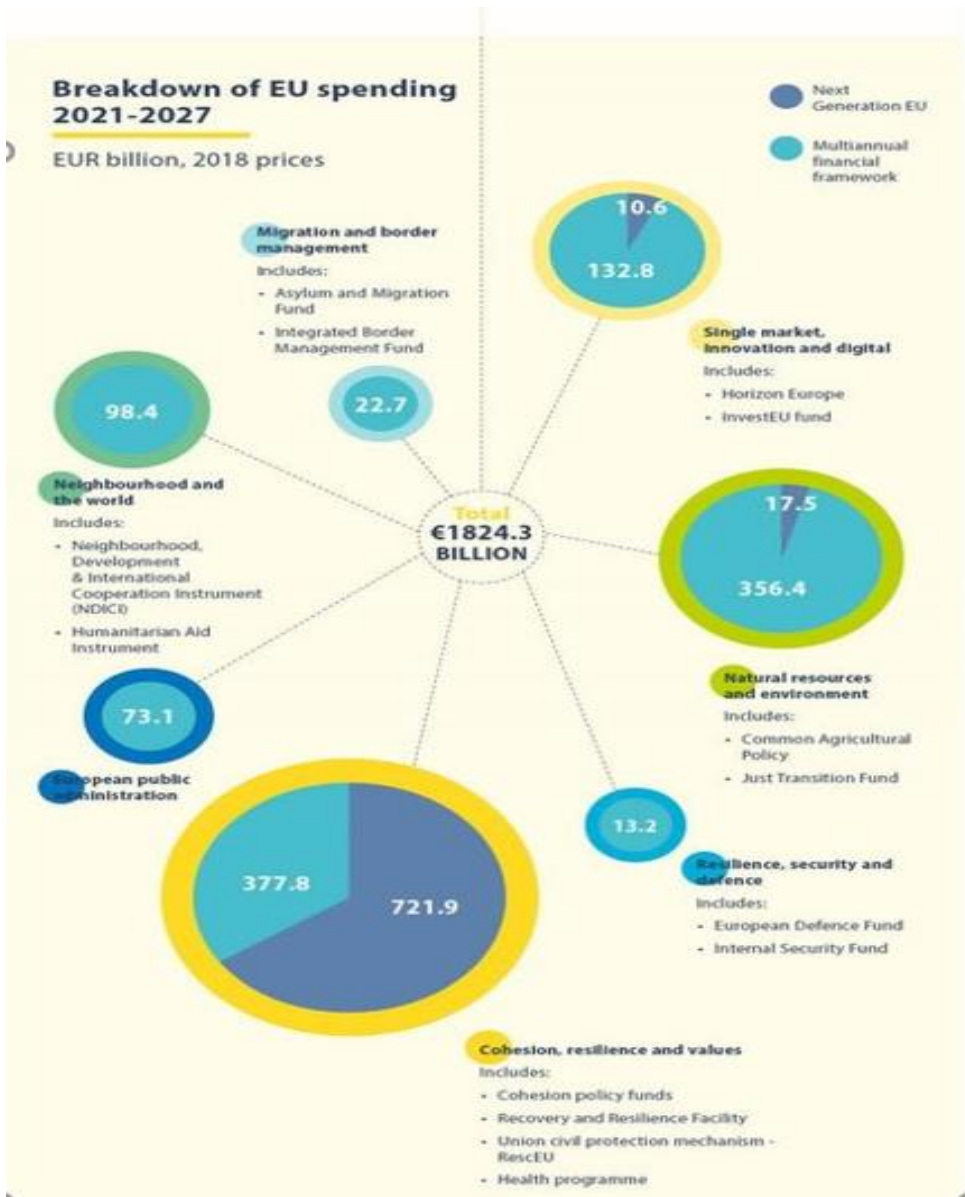 Breakdown of EU spending
2021-2027
EUR billion, 2018 prices
Next
Generation EU
Multiannual
financial
framework
10.6
132.8
Single market,
innovation and digital
Includes:
- Horizon Europe
- InvestEU fund
Migration and border
management
Includes:
- Asylum and Migration
Fund
- Integrated Border
Management Fund
22.7
98.4
Neighbourhood and
the world
Includes:
- Neighbourhood,
Development
& International
Cooperation Instrument
(NDICI)
- Humanitarian Aid
Instrument
Total
€1824.3
BILLION
17.5
356.4
Natural resources
and environment
Includes:
- Common Agricultural
Policy
- Just Transition Fund
73.1
European public
administration
377.8
721.9
13.2
Resilience, security and
defence
Includes:
- European Defence Fund
- Internal Security Fund
Cohesion, resilience and values
Includes:
- Cohesion policy funds
- Recovery and Resilience Facility
- Union civil protection mechanism -
RescEU
- Health programme